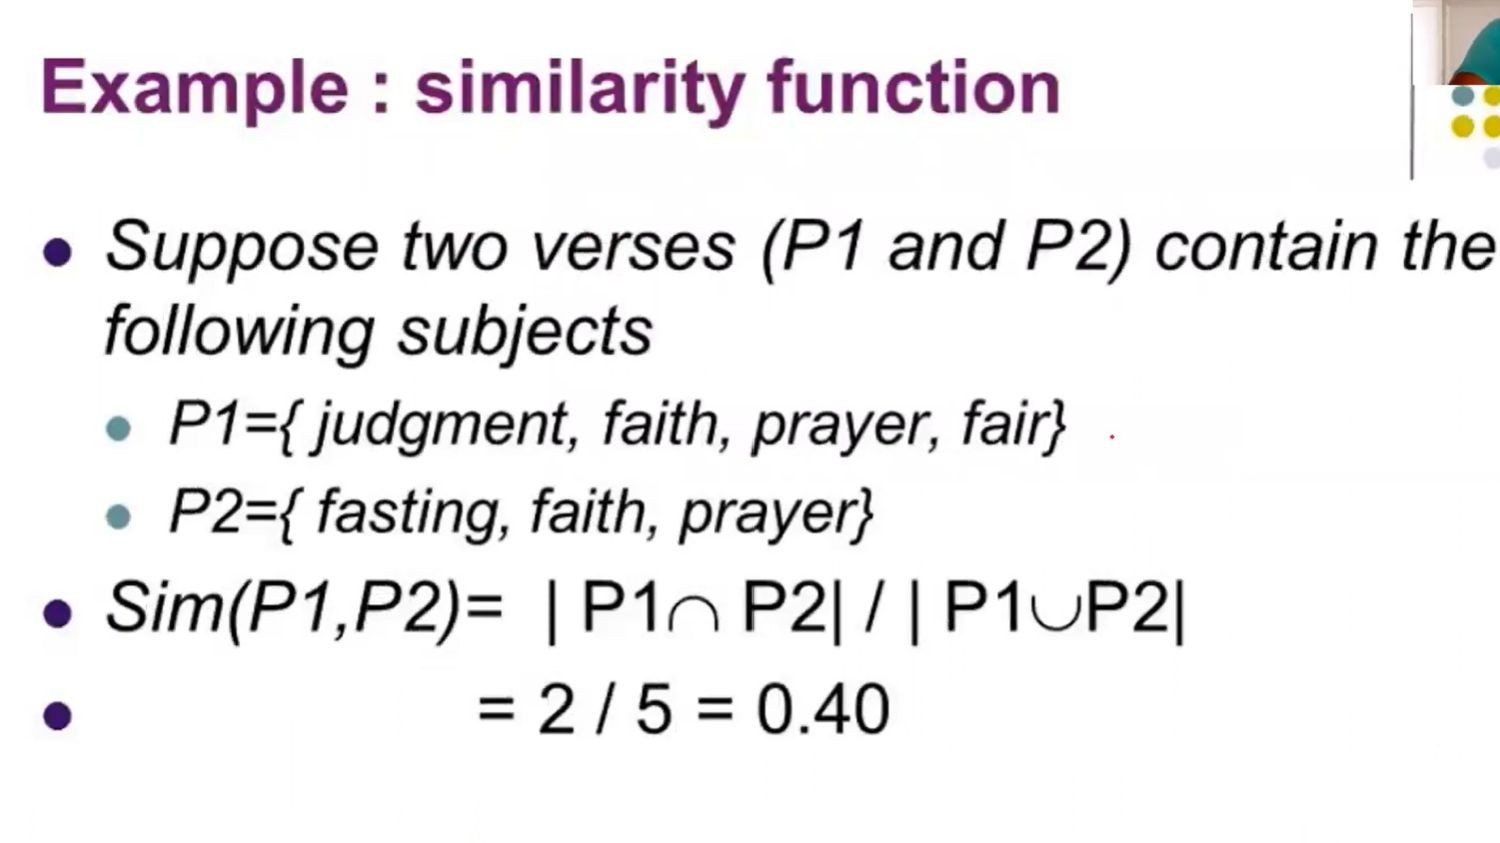 Example : similarity function
Suppose two verses (P1 and P2) contain the
following subjects
P1={ judgment, faith, prayer, fair}
P2={ fasting, faith, prayer}
Sim(P1,P2)= | P1∩ P2| / | P1∪P2|
= 2 / 5 = 0.40